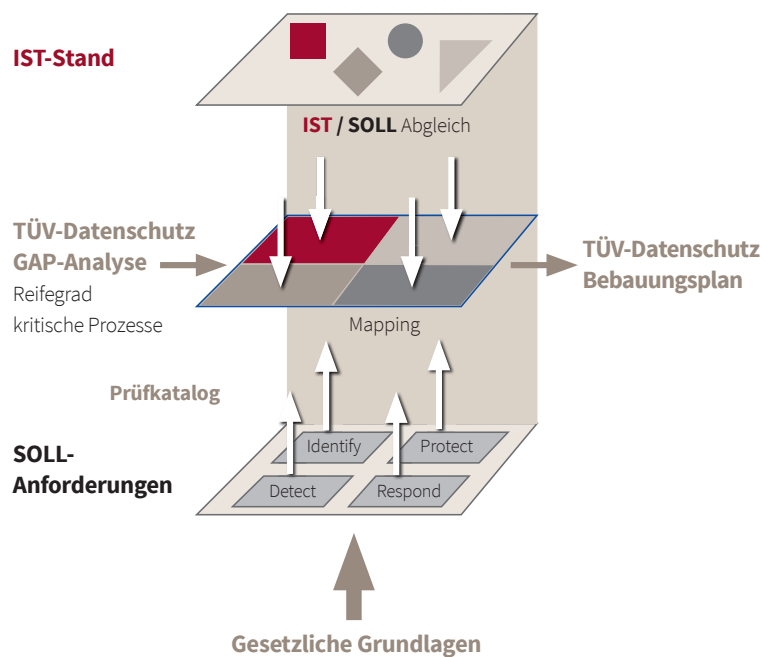 IST-Stand
IST / SOLL Abgleich
TÜV-Datenschutz
GAP-Analyse
Reifegrad
kritische Prozesse
TÜV-Datenschutz
Bebauungsplan
Mapping
Prüfkatalog
SOLL-
Anforderungen
Identify
Protect
Detect
Respond
Gesetzliche Grundlagen